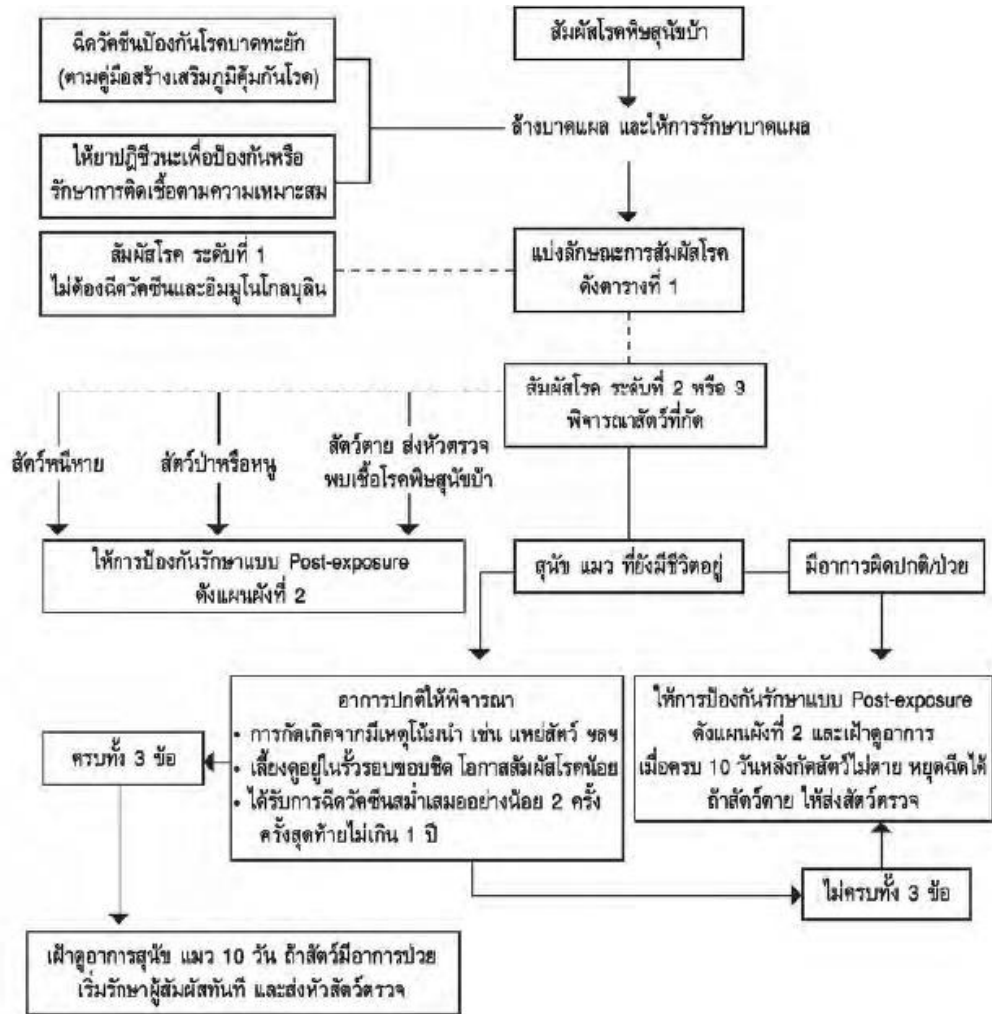 ฉีดวัคซีนป้องกันโรคบาดทะยัก
(ตามคู่มือสร้างเสริมภูมิคุ้มกันโรค)
สัมผัสโรคพิษสุนัขบ้า
ล้างบาดแผล และให้การรักษาบาดแผล
ให้ยาปฏิชีวนะเพื่อป้องกันหรือ
รักษาการติดเชื้อตามความเหมาะสม
สัมผัสโรค ระดับที่ 1
ไม่ต้องฉีดวัคซีนและอิมมูโนโกลบุลิน
แบ่งลักษณะการสัมผัสโรค
ดังตารางที่ 1
สัมผัสโรค ระดับที่ 2 หรือ 3
พิจารณาสัตว์ที่กัด
สัตว์หนีหาย
สัตว์ป่าหรือหนู
สัตว์ตาย ส่งหัวตรวจ
พบเชื้อโรคพิษสุนัขบ้า
ให้การป้องกันรักษาแบบ Post-exposure
ดังแผนผังที่ 2
สุนัข แมว ที่ยังมีชีวิตอยู่
มีอาการผิดปกติ/ป่วย
อาการปกติให้พิจารณา
• การกัดเกิดจากมีเหตุโน้มนำ เช่น แหย่สัตว์ ฯลฯ
• เลี้ยงดูอยู่ในรั้วรอบขอบชิด โอกาสสัมผัสโรคน้อย
• ได้รับการฉีดวัคซีนสม่ำเสมออย่างน้อย 2 ครั้ง
ครั้งสุดท้ายไม่เกิน 1 ปี
ครบทั้ง 3 ข้อ
ให้การป้องกันรักษาแบบ Post-exposure
ดังแผนผังที่ 2 และเฝ้าดูอาการ
เมื่อครบ 10 วันหลังกัดสัตว์ไม่ตาย หยุดฉีดได้
ถ้าสัตว์ตาย ให้ส่งสัตว์ตรวจ
ไม่ครบทั้ง 3 ข้อ
เฝ้าดูอาการสุนัข แมว 10 วัน ถ้าสัตว์มีอาการป่วย
เริ่มรักษาผู้สัมผัสทันที และส่งหัวสัตว์ตรวจ